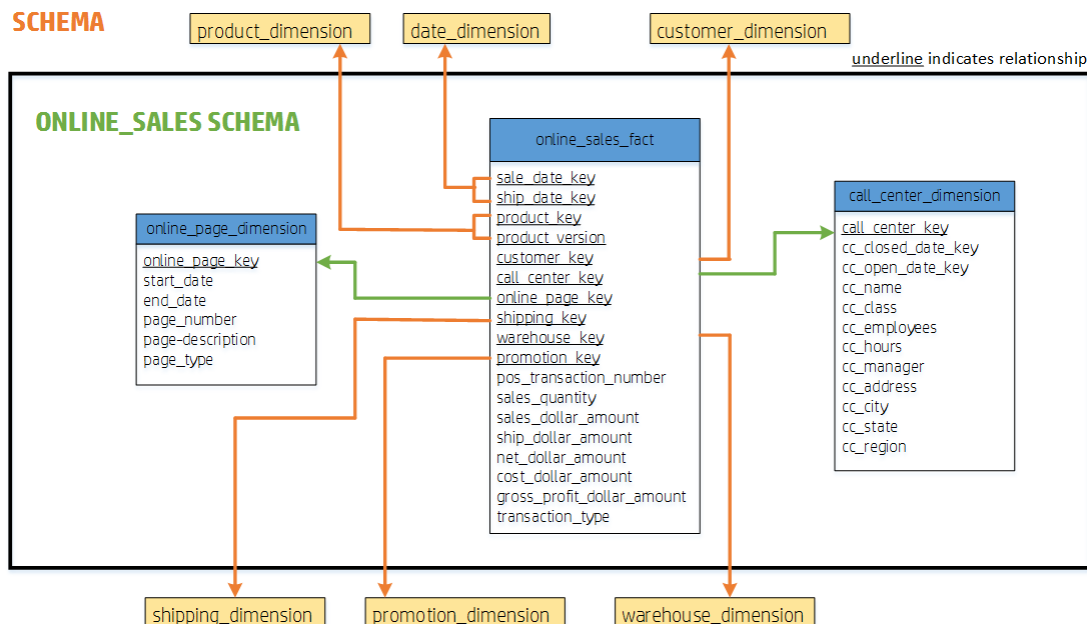 SCHEMA
product_dimension
date_dimension
customer_dimension
underline indicates relationship
ONLINE_SALES SCHEMA
online_sales_fact
sale_date_key
ship_date_key
product_key
product_version
customer_key
call_center_key
online_page_key
shipping_key
warehouse_key
promotion_key
pos_transaction_number
sales_quantity
sales_dollar_amount
ship_dollar_amount
net_dollar_amount
cost_dollar_amount
gross_profit_dollar_amount
transaction_type
online_page_dimension
online_page_key
start_date
end_date
page_number
page-description
page_type
call_center_dimension
call_center_key
cc_closed_date_key
cc_open_date_key
cc_name
cc_class
cc_employees
cc_hours
cc_manager
cc_address
cc_city
cc_state
cc_region
shipping_dimension
promotion_dimension
warehouse_dimension